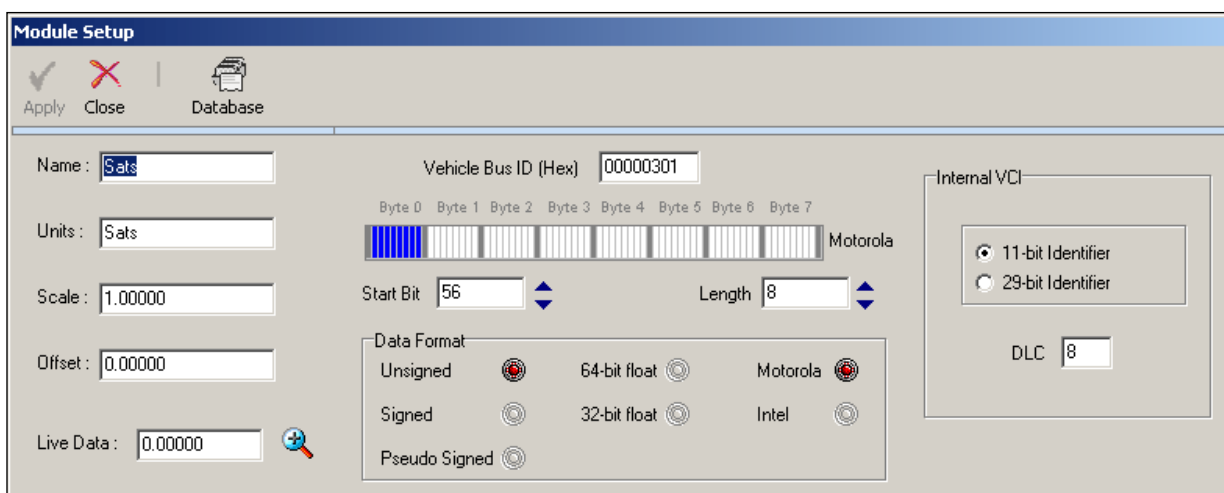 Module Setup
Apply Close Database
Name : Sats
Vehicle Bus ID (Hex) 00000301
Internal VCI
Byte 0 Byte 1 Byte 2 Byte 3 Byte 4 Byte 5 Byte 6 Byte 7
Units : Sats
Motorola
11-bit Identifier
29-bit Identifier
Scale : 1.00000
Start Bit 56 Length 8
Data Format
DLC 8
Offset : 0.00000
Unsigned 64-bit float Motorola
Signed 32-bit float Intel
Live Data : 0.00000
Pseudo Signed